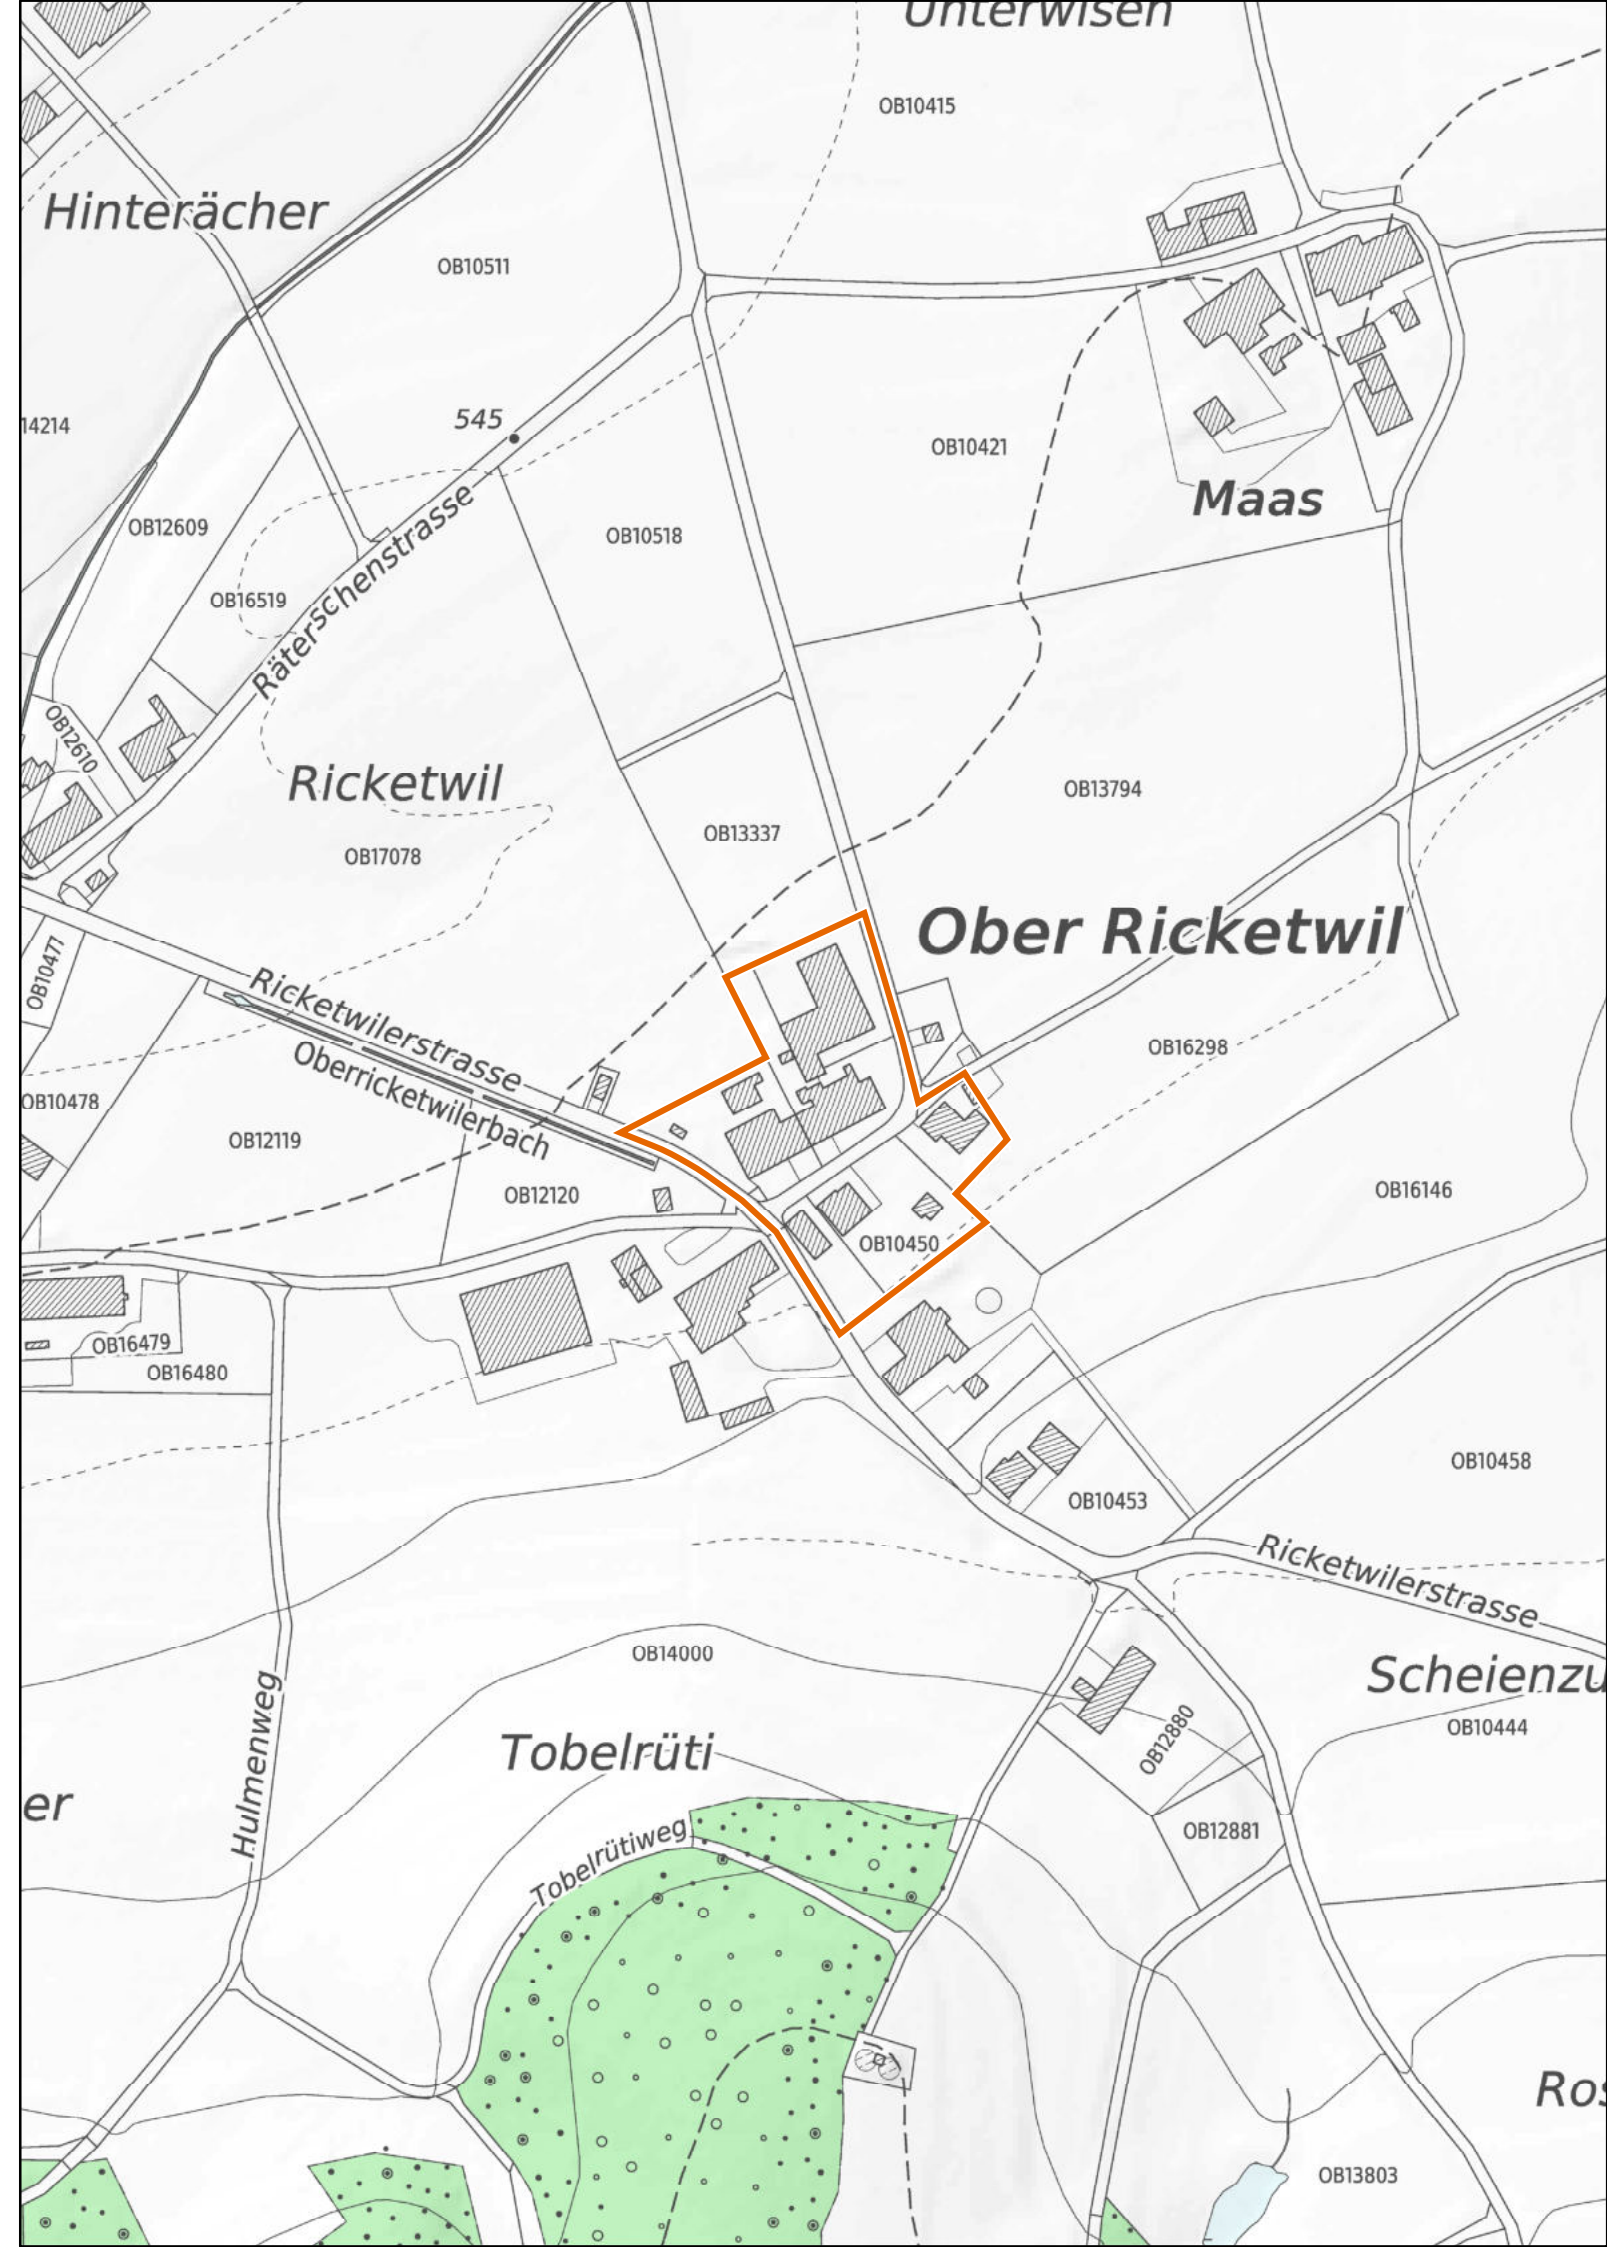 Unterwisen
OB10415
Hinterächer
OB10511
545
14214
OB10421
Maas
OB12609
OB10518
OB16519
Räterschenstrasse
OB12610
Ricketwil
OB13794
OB13337
OB17078
Ober Ricketwil
OB10477
Ricketwilerstrasse
Oberricketwilerbach
OB16298
OB10478
OB12119
OB12120
OB16146
OB10450
OB16479
OB16480
OB10458
OB10453
Ricketwilerstrasse
OB14000
Scheienzu
OB12880
OB10444
Hulmenweg
Tobelrüti
er
Tobelrütiweg
OB12881
Ros
OB13803